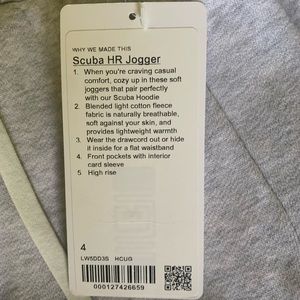 WHY WE MADE THIS
Scuba HR Jogger
1. When you're craving casual
comfort, cozy up in these soft
joggers that pair perfectly
with our Scuba Hoodie
2. Blended light cotton fleece
fabric is naturally breathable,
soft against your skin, and
provides lightweight warmth
3. Wear the drawcord out or hide
it inside for a flat waistband
4. Front pockets with interior
card sleeve
5 High rise
4
LW5DD3S HCUG
000127426659